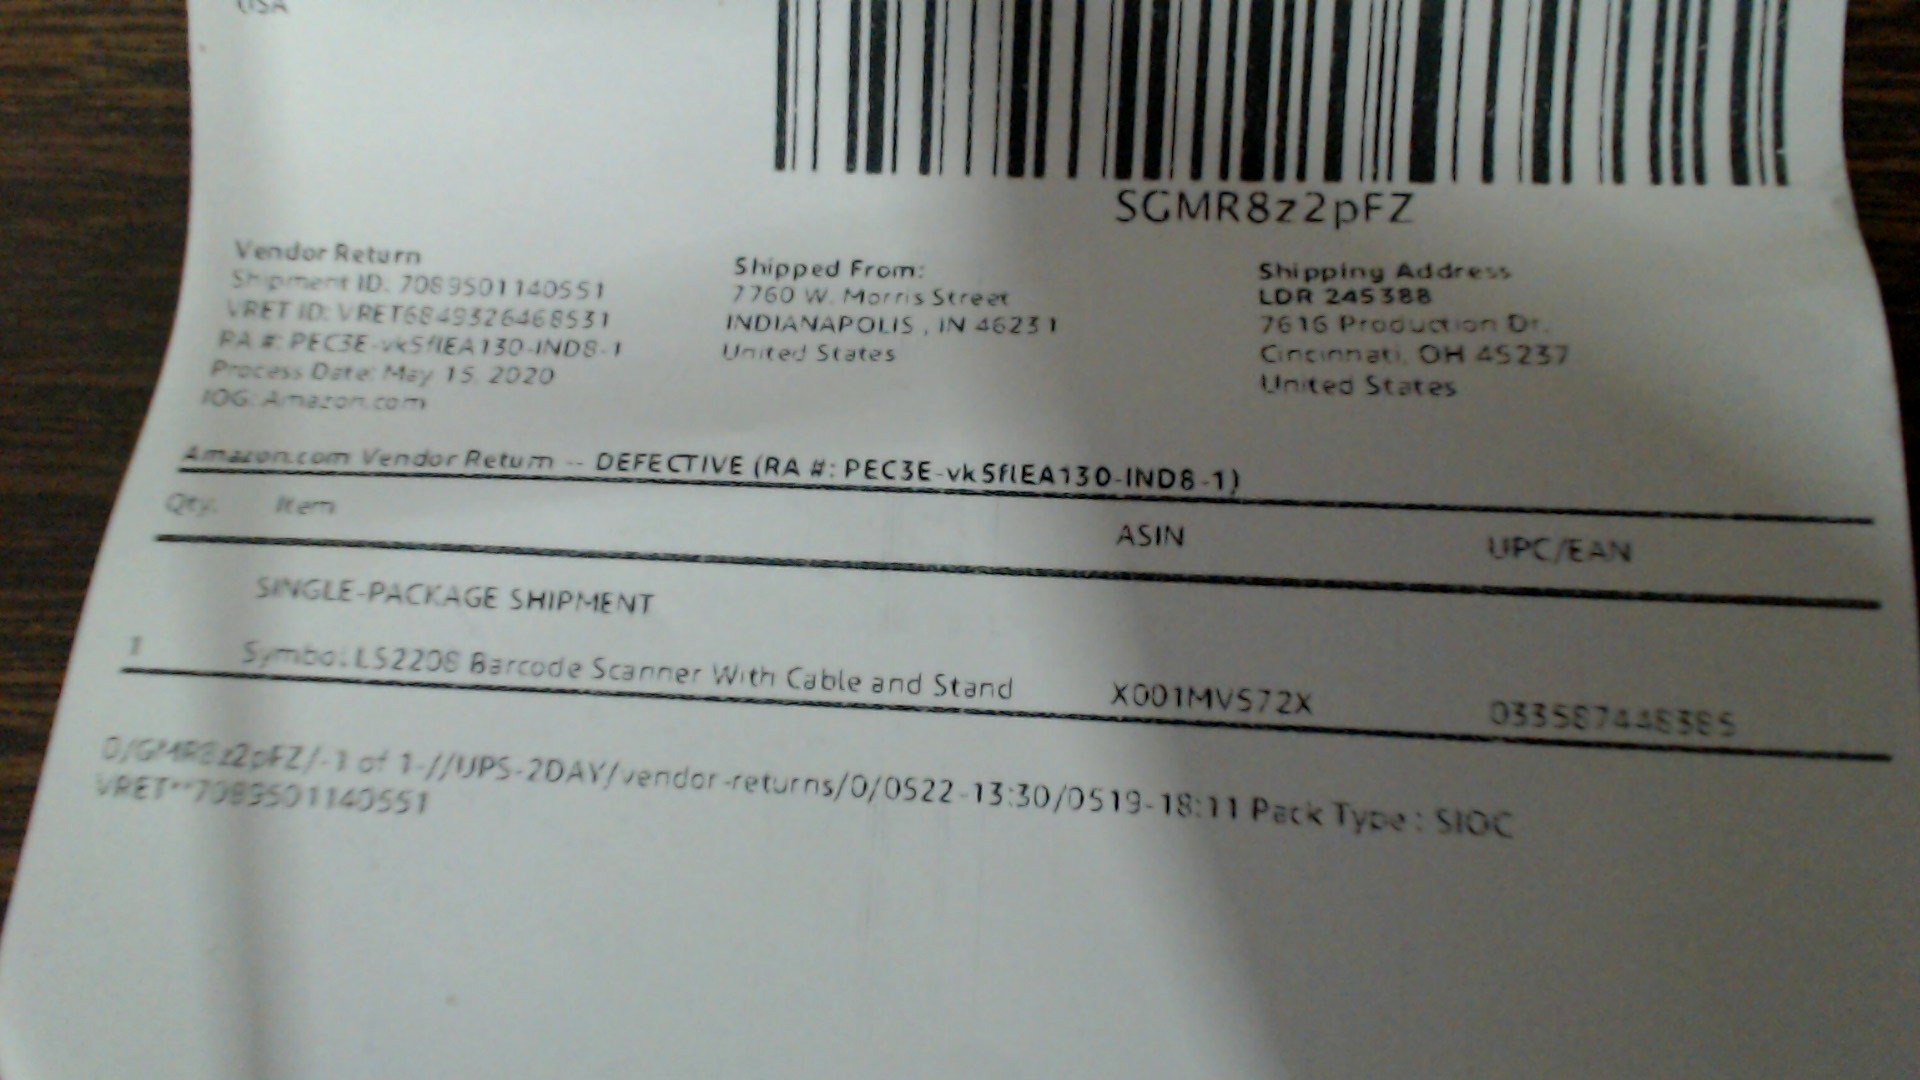 USA
SGMR8z2pFZ
Vendor Return
Shipment ID: 7089501140551
VRET ID: VRET6849326468531
RA #: PEC3E-vk5flEA130-IND8-1
Process Date: May 15, 2020
IOG: Amazon.com
Shipped From:
7760 W. Morris Street
INDIANAPOLIS , IN 46231
United States
Shipping Address
LDR 245388
7616 Production Dr.
Cincinnati, OH 45237
United States
Amazon.com Vendor Return -- DEFECTIVE (RA #: PEC3E-vk5flEA130-IND8-1)
Qty. Item ASIN UPC/EAN
SINGLE-PACKAGE SHIPMENT
1 Symbol LS2208 Barcode Scanner With Cable and Stand X001MVS72X
0/GMR8z2pFZ/-1 of 1-//UPS-2DAY/vendor-returns/0/0522-13:30/0519-18:11 Pack Type : SIOC
VRET**7089501140551